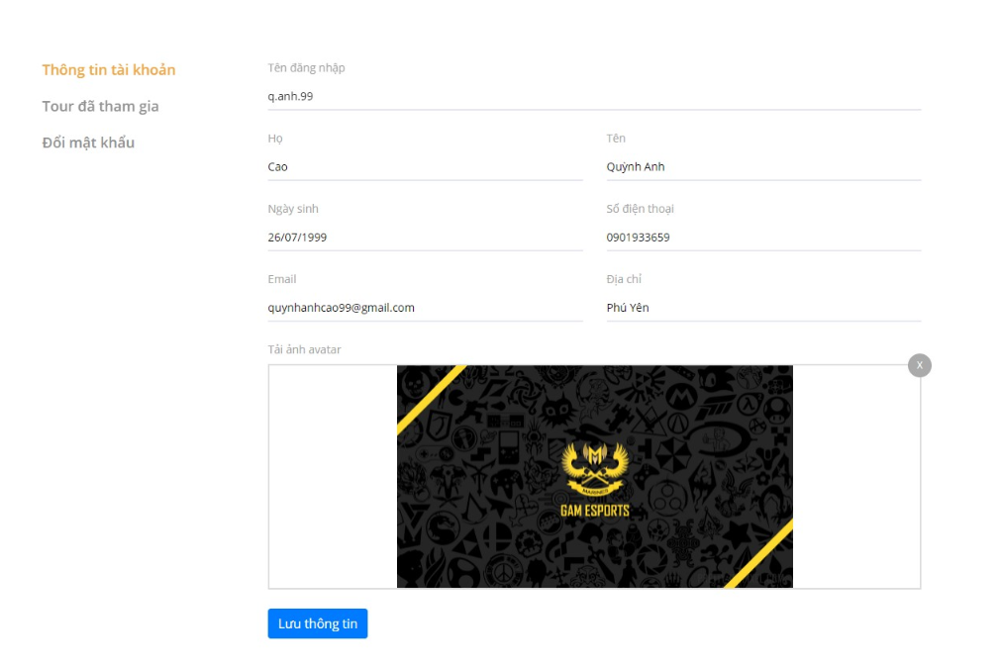 Thông tin tài khoản
Tour đã tham gia
Đổi mật khẩu
Tên đăng nhập
q.anh.99
Họ
Cao
Tên
Quỳnh Anh
Ngày sinh
26/07/1999
Số điện thoại
0901933659
Email
quynhanhcao99@gmail.com
Địa chỉ
Phú Yên
Tải ảnh avatar
X
MARINES
GAM ESPORTS
Lưu thông tin